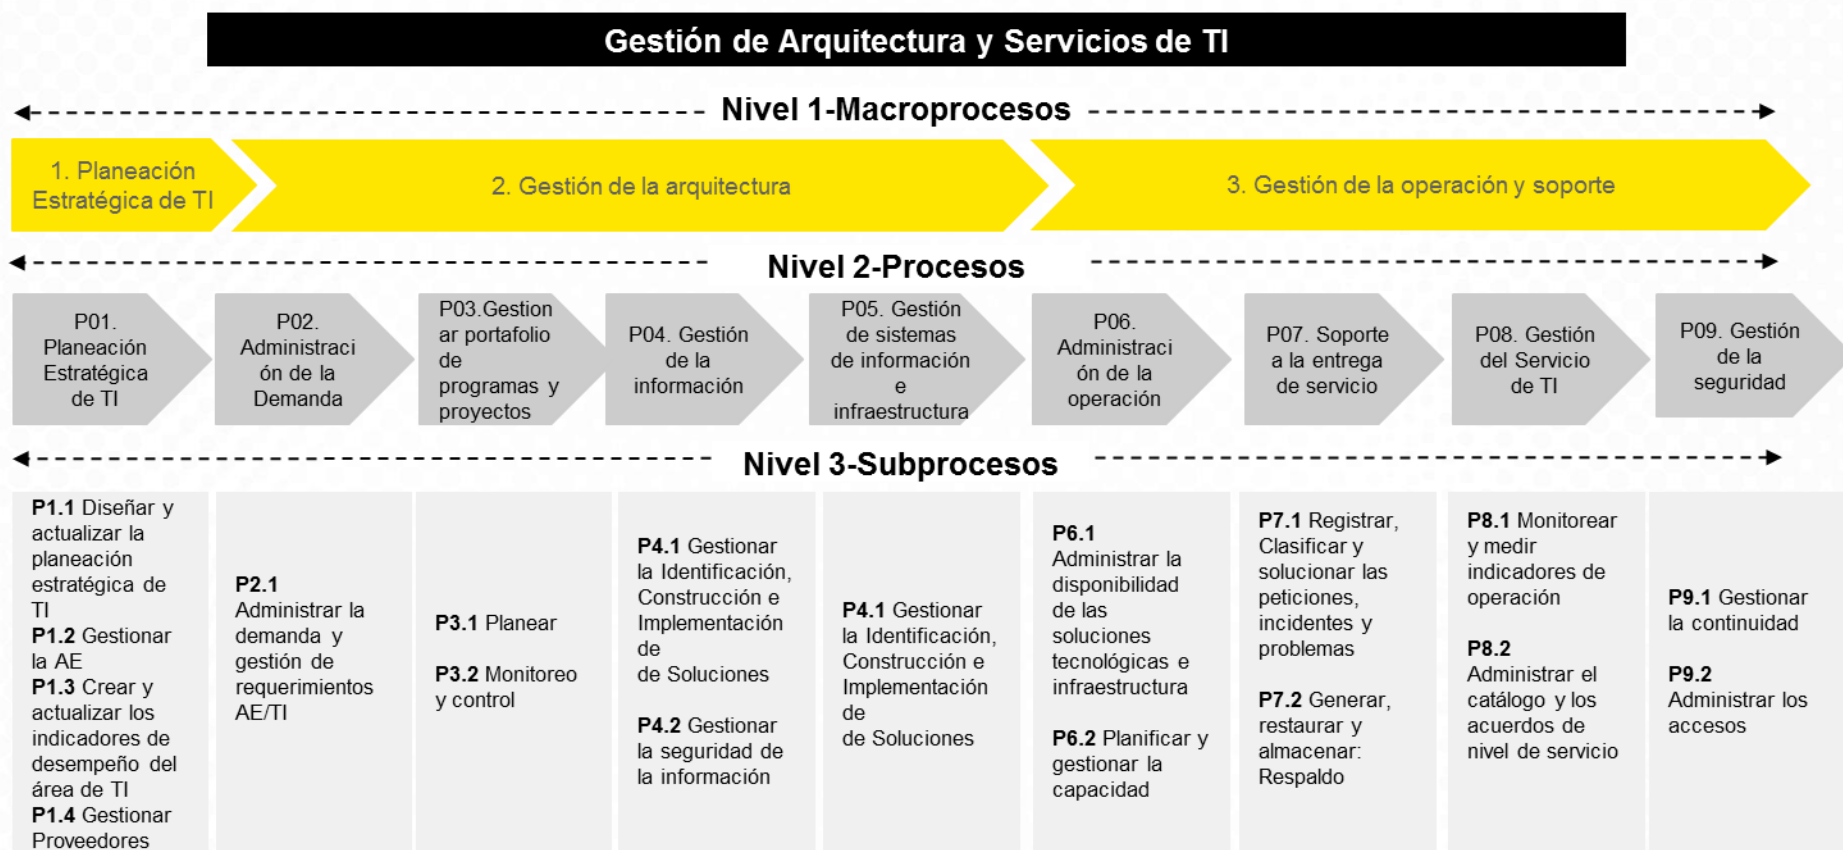 Gestión de Arquitectura y Servicios de TI
Nivel 1-Macroprocesos
1. Planeación
Estratégica de TI
2. Gestión de la arquitectura
3. Gestión de la operación y soporte
Nivel 2-Procesos
P01.
Planeación
Estratégica
de TI
P02.
Administraci
ón de la
Demanda
P03.Gestion
ar portafolio
de
programas y
proyectos
P04. Gestión
de la
información
P05. Gestión
de sistemas
de información
e
infraestructura
P06.
Administraci
ón de la
operación
P07. Soporte
a la entrega
de servicio
P08. Gestión
del Servicio
de TI
P09. Gestión
de la
seguridad
Nivel 3-Subprocesos
P1.1 Diseñar y
actualizar la
planeación
estratégica de
TI
P1.2 Gestionar
la AE
P1.3 Crear y
actualizar los
indicadores de
desempeño del
área de TI
P1.4 Gestionar
Proveedores
P2.1
Administrar la
demanda y
gestión de
requerimientos
AE/TI
P3.1 Planear
P3.2 Monitoreo
y control
P4.1 Gestionar
la Identificación,
Construcción e
Implementación
de
de Soluciones
P4.2 Gestionar
la seguridad de
la información
P4.1 Gestionar
la Identificación,
Construcción e
Implementación
de
de Soluciones
P6.1
Administrar la
disponibilidad
de las
soluciones
tecnológicas e
infraestructura
P6.2 Planificar y
gestionar la
capacidad
P7.1 Registrar,
Clasificar y
solucionar las
peticiones,
incidentes y
problemas
P7.2 Generar,
restaurar y
almacenar:
Respaldo
P8.1 Monitorear
y medir
indicadores de
operación
P8.2
Administrar el
catálogo y los
acuerdos de
nivel de servicio
P9.1 Gestionar
la continuidad
P9.2
Administrar los
accesos